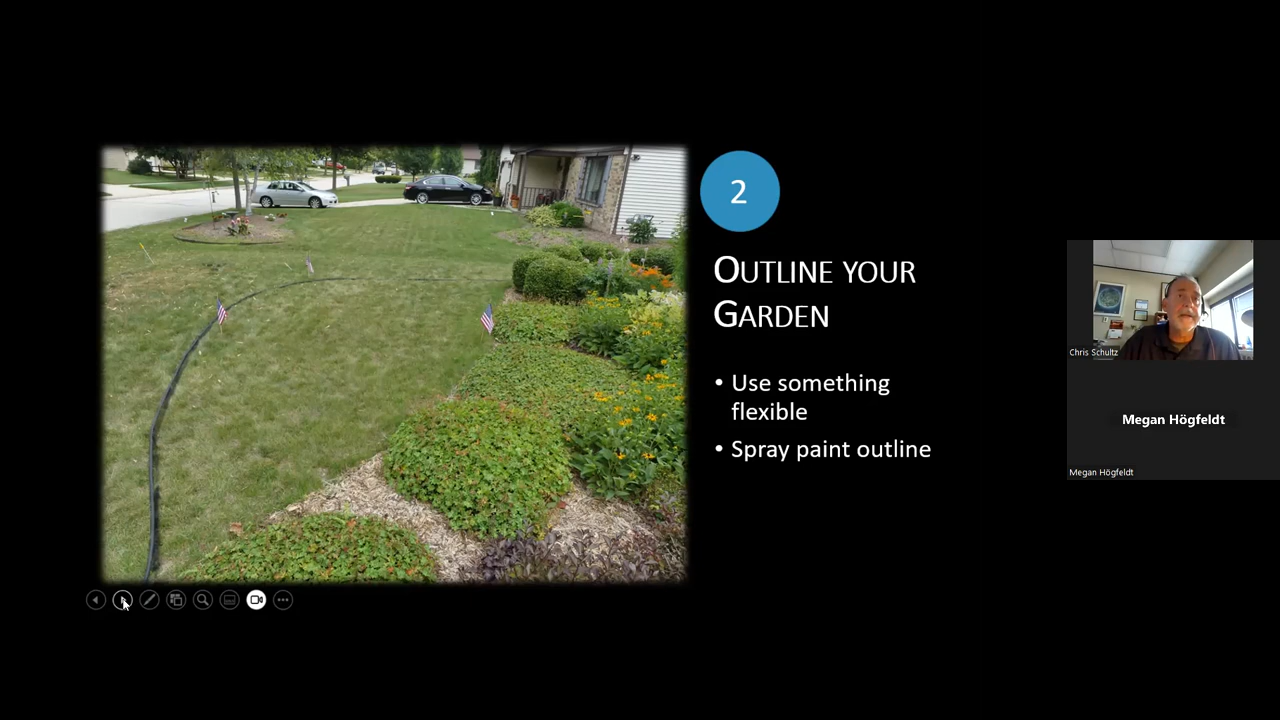 2
OUTLINE YOUR
GARDEN
• Use something
flexible
• Spray paint outline
Chris Schultz
Megan Högfeldt
Megan Högfeldt